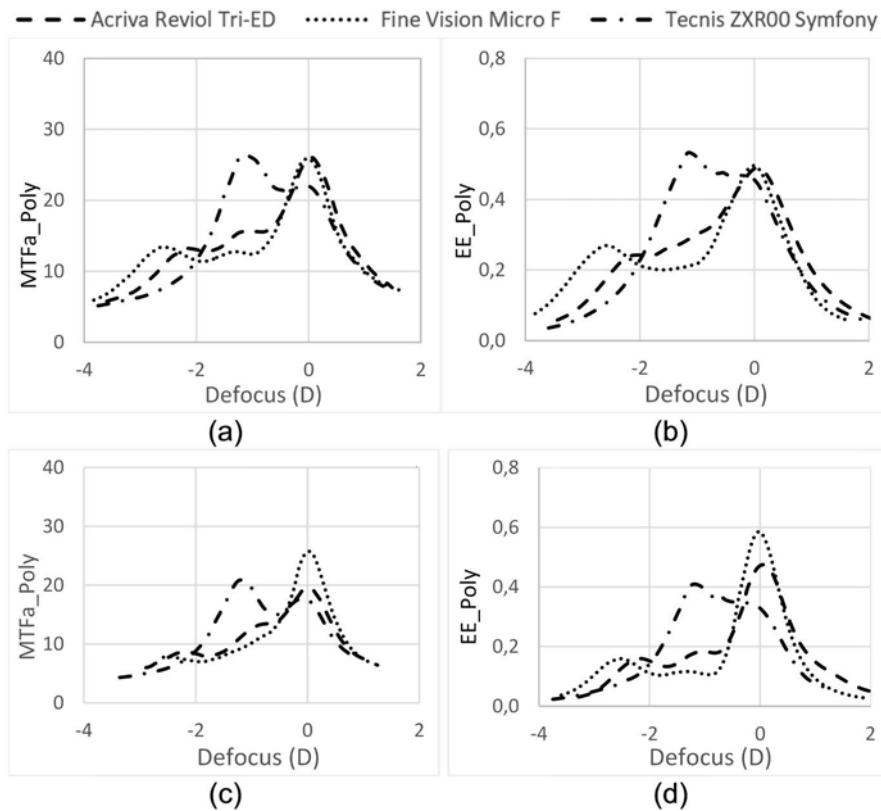 Acriva Reviol Tri-ED Fine Vision Micro F Tecnis ZXR00 Symfony
MTFa_Poly
40
30
20
10
0
-4 -2 0 2
Defocus (D)
(a)
EE_Poly
0,8
0,6
0,4
0,2
0,0
-4 -2 0 2
Defocus (D)
(b)
MTFa_Poly
40
30
20
10
0
-4 -2 0 2
Defocus (D)
(c)
EE_Poly
0,8
0,6
0,4
0,2
0,0
-4 -2 0 2
Defocus (D)
(d)